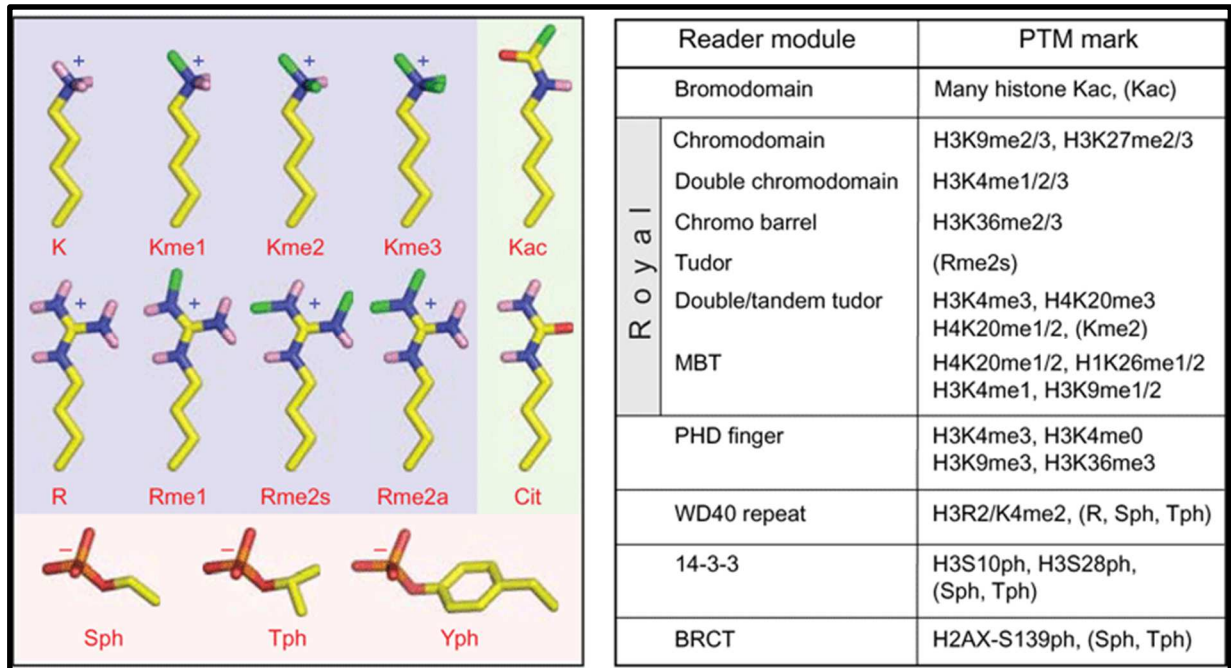 + + + +
K Kme1 Kme2 Kme3 Kac
+ + + +
R Rme1 Rme2s Rme2a Cit
− − −
Sph Tph Yph
Reader module PTM mark
Bromodomain Many histone Kac, (Kac)
Royal
Chromodomain H3K9me2/3, H3K27me2/3
Double chromodomain H3K4me1/2/3
Chromo barrel H3K36me2/3
Tudor (Rme2s)
Double/tandem tudor H3K4me3, H4K20me3
H4K20me1/2, (Kme2)
MBT H4K20me1/2, H1K26me1/2
H3K4me1, H3K9me1/2
PHD finger H3K4me3, H3K4me0
H3K9me3, H3K36me3
WD40 repeat H3R2/K4me2, (R, Sph, Tph)
14-3-3 H3S10ph, H3S28ph,
(Sph, Tph)
BRCT H2AX-S139ph, (Sph, Tph)